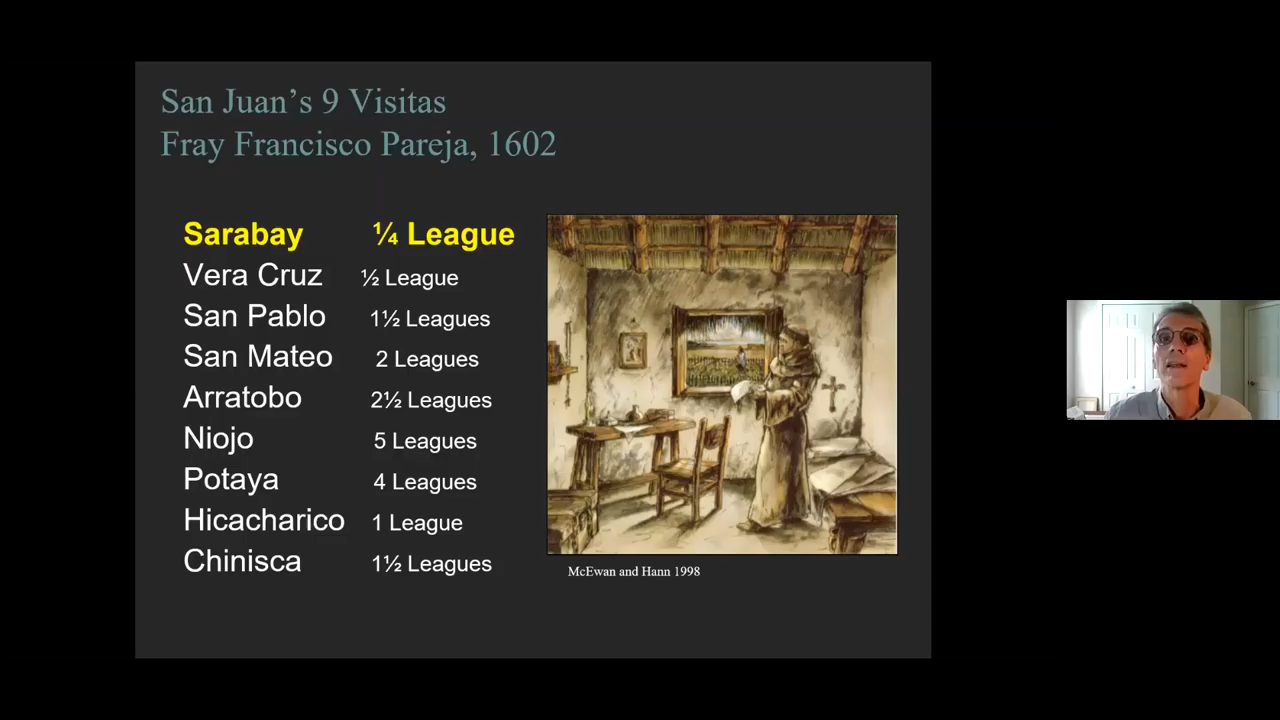 San Juan’s 9 Visitas
Fray Francisco Pareja, 1602
Sarabay ¼ League
Vera Cruz ½ League
San Pablo 1½ Leagues
San Mateo 2 Leagues
Arratobo 2½ Leagues
Niojo 5 Leagues
Potaya 4 Leagues
Hicacharico 1 League
Chinisca 1½ Leagues
McEwan and Hann 1998